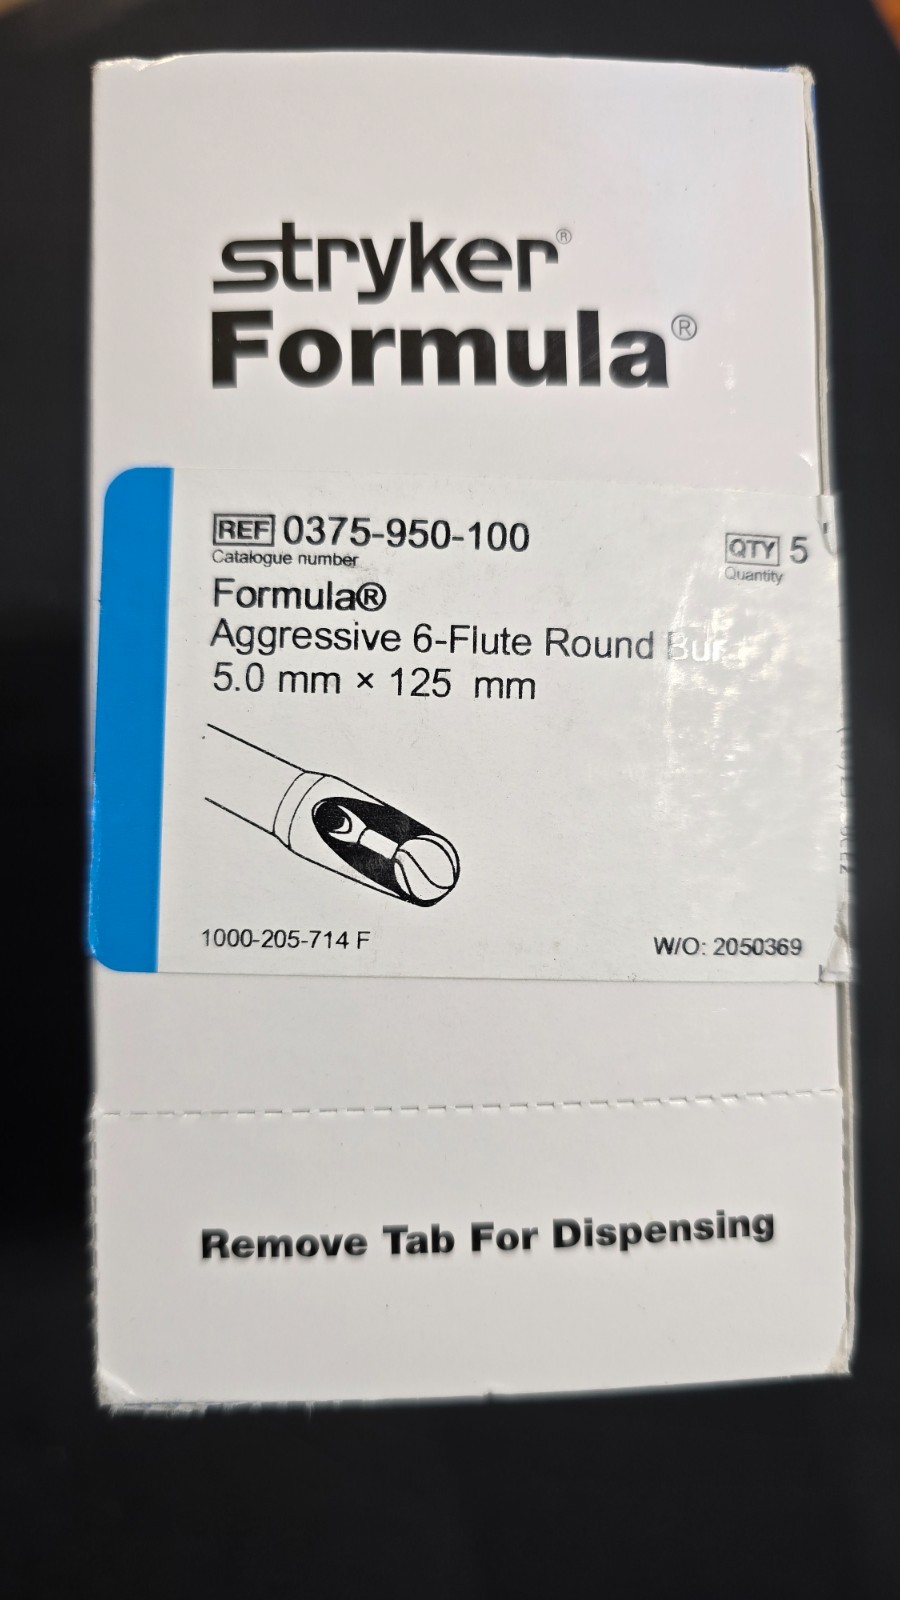 stryker®
Formula®
REF 0375-950-100
Catalogue number
QTY 5
Quantity
Formula®
Aggressive 6-Flute Round Bur
5.0 mm × 125 mm
1000-205-714 F
W/O: 2050369
Remove Tab For Dispensing